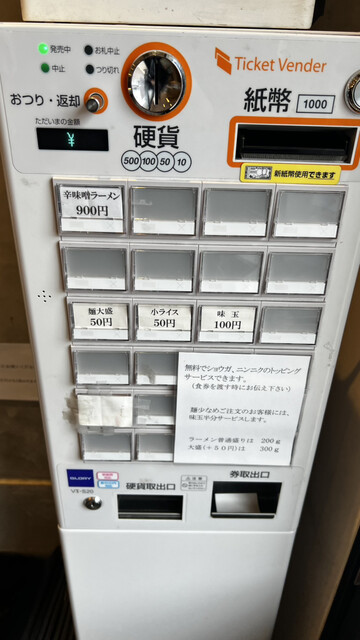 発売中
お札中止
中止
つり切れ
Ticket Vender
おつり・返却
硬貨
500 100 50 10
紙幣
1000
ただいまの金額
¥
新紙幣使用できます
辛味噌ラーメン
900円
麺大盛
50円
小ライス
50円
味玉
100円
無料でショウガ、ニンニクのトッピング
サービスできます。
(食券を渡す時にお伝え下さい)
麺少なめご注文のお客様には、
味玉半分サービスします。
ラーメン普通盛りは 200g
大盛(+50円)は 300g
GLORY
硬貨取出口
券取出口